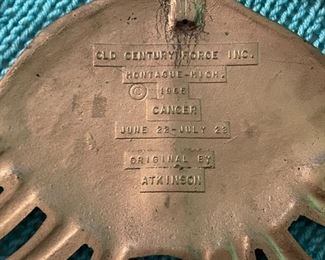 OLD CENTURY FORGE INC.
MONTAGUE-MICH.
© 1965
CANCER
JUNE 22-JULY 22
ORIGINAL BY
ATKINSON